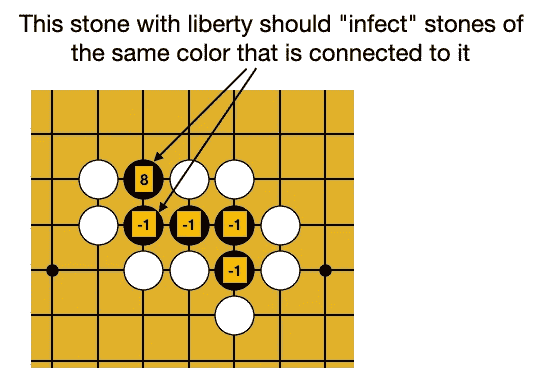 This stone with liberty should "infect" stones of
the same color that is connected to it
8
-1 -1 -1
-1